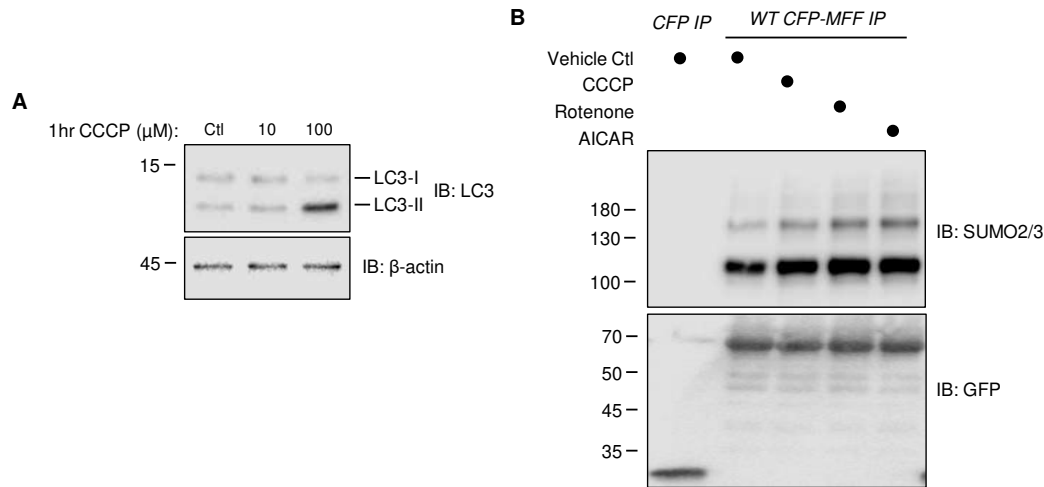 A
1hr CCCP (μM): Ctl 10 100
15
LC3-I
LC3-II
IB: LC3
45
IB: β-actin
B
CFP IP WT CFP-MFF IP
Vehicle Ctl
CCCP
Rotenone
AICAR
180
130
100
IB: SUMO2/3
70
50
45
35
IB: GFP